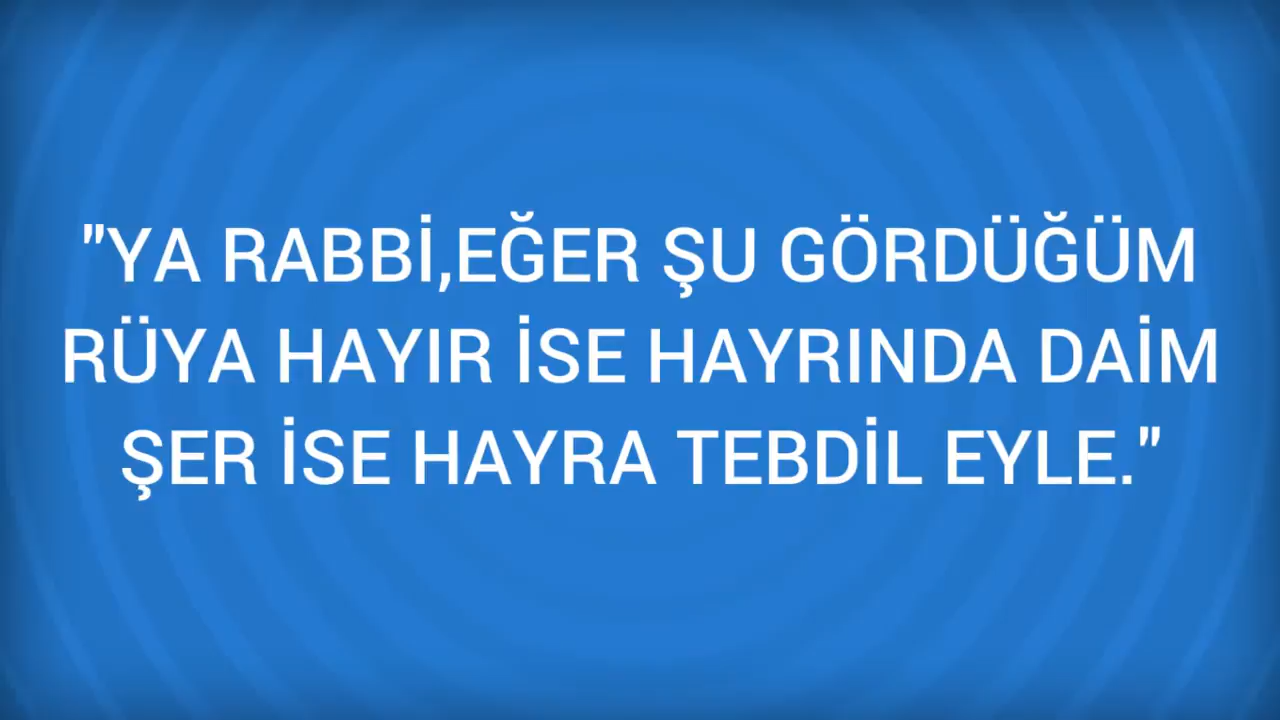 "YA RABBİ,EĞER ŞU GÖRDÜĞÜM
RÜYA HAYIR İSE HAYRINDA DAİM
ŞER İSE HAYRA TEBDİL EYLE."